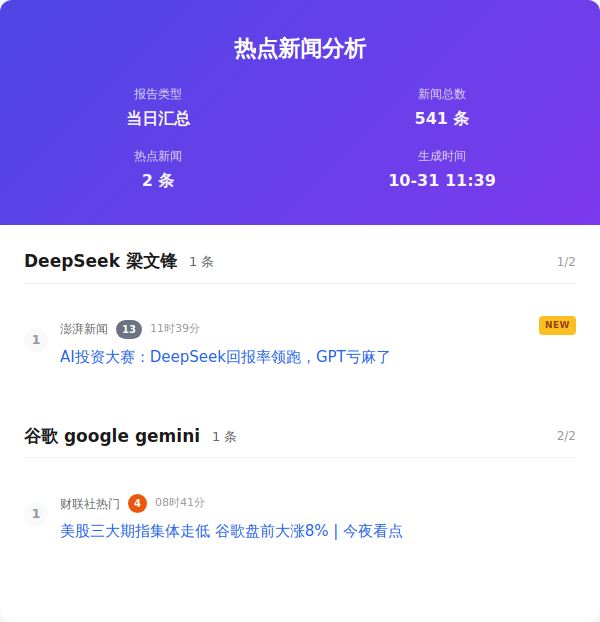 热点新闻分析
报告类型
新闻总数
当日汇总
541 条
热点新闻
生成时间
2 条
10-31 11:39
DeepSeek 梁文锋 1 条 1/2
1 澎湃新闻 13 11时39分 NEW
AI投资大赛：DeepSeek回报率领跑，GPT亏麻了
谷歌 google gemini 1 条 2/2
1 财联社热门 4 08时41分
美股三大期指集体走低 谷歌盘前大涨8% | 今夜看点